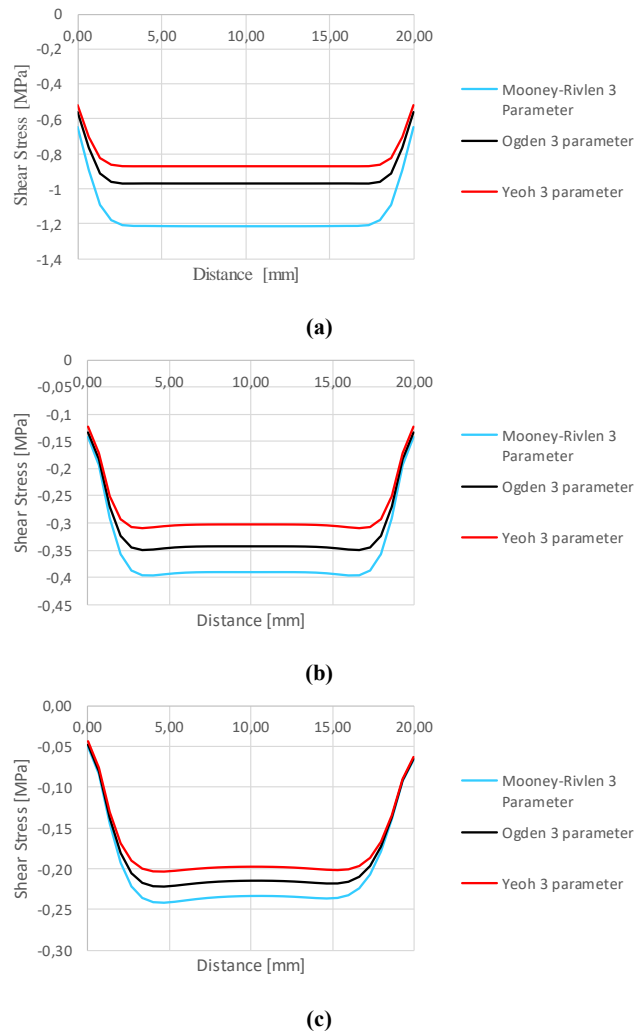 0
0,00 5,00 10,00 15,00 20,00
-0,2
-0,4
-0,6
-0,8
-1
-1,2
-1,4
Shear Stress [MPa]
Distance [mm]
Mooney-Rivlen 3
Parameter
Ogden 3 parameter
Yeoh 3 parameter
(a)
0
0,00 5,00 10,00 15,00 20,00
-0,05
-0,1
-0,15
-0,2
-0,25
-0,3
-0,35
-0,4
-0,45
Shear Stress [MPa]
Distance [mm]
Mooney-Rivlen 3
Parameter
Ogden 3 parameter
Yeoh 3 parameter
(b)
0,00
0,00 5,00 10,00 15,00 20,00
-0,05
-0,10
-0,15
-0,20
-0,25
-0,30
Shear Stress [MPa]
Distance [mm]
Mooney-Rivlen 3
Parameter
Ogden 3 parameter
Yeoh 3 parameter
(c)